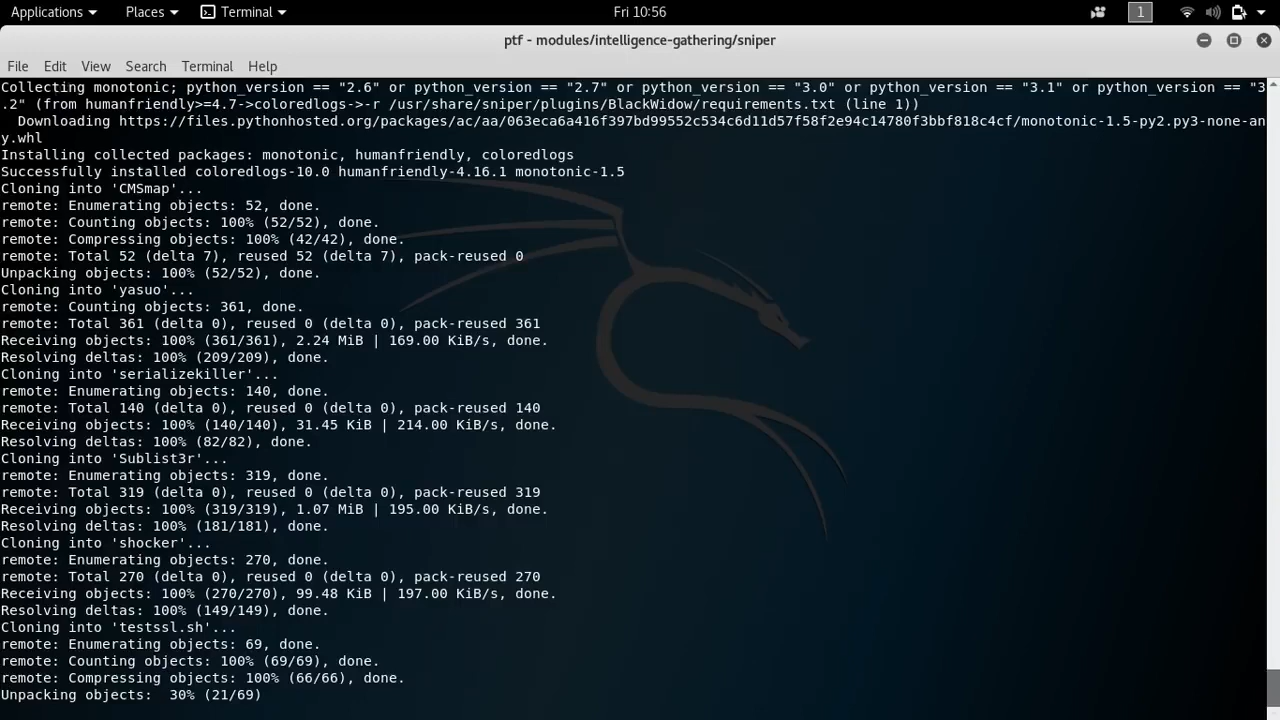 Applications Places Terminal Fri 10:56 1
ptf - modules/intelligence-gathering/sniper
File Edit View Search Terminal Help
Collecting monotonic; python_version == "2.6" or python_version == "2.7" or python_version == "3.0" or python_version == "3.1" or python_version == "3
.2" (from humanfriendly>=4.7->coloredlogs->-r /usr/share/sniper/plugins/BlackWidow/requirements.txt (line 1))
  Downloading https://files.pythonhosted.org/packages/ac/aa/063eca6a416f397bd99552c534c6d11d57f58f2e94c14780f3bbf818c4cf/monotonic-1.5-py2.py3-none-an
y.whl
Installing collected packages: monotonic, humanfriendly, coloredlogs
Successfully installed coloredlogs-10.0 humanfriendly-4.16.1 monotonic-1.5
Cloning into 'CMSmap'...
remote: Enumerating objects: 52, done.
remote: Counting objects: 100% (52/52), done.
remote: Compressing objects: 100% (42/42), done.
remote: Total 52 (delta 7), reused 52 (delta 7), pack-reused 0
Unpacking objects: 100% (52/52), done.
Cloning into 'yasuo'...
remote: Counting objects: 361, done.
remote: Total 361 (delta 0), reused 0 (delta 0), pack-reused 361
Receiving objects: 100% (361/361), 2.24 MiB | 169.00 KiB/s, done.
Resolving deltas: 100% (209/209), done.
Cloning into 'serializekiller'...
remote: Enumerating objects: 140, done.
remote: Total 140 (delta 0), reused 0 (delta 0), pack-reused 140
Receiving objects: 100% (140/140), 31.45 KiB | 214.00 KiB/s, done.
Resolving deltas: 100% (82/82), done.
Cloning into 'Sublist3r'...
remote: Enumerating objects: 319, done.
remote: Total 319 (delta 0), reused 0 (delta 0), pack-reused 319
Receiving objects: 100% (319/319), 1.07 MiB | 195.00 KiB/s, done.
Resolving deltas: 100% (181/181), done.
Cloning into 'shocker'...
remote: Enumerating objects: 270, done.
remote: Total 270 (delta 0), reused 0 (delta 0), pack-reused 270
Receiving objects: 100% (270/270), 99.48 KiB | 197.00 KiB/s, done.
Resolving deltas: 100% (149/149), done.
Cloning into 'testssl.sh'...
remote: Enumerating objects: 69, done.
remote: Counting objects: 100% (69/69), done.
remote: Compressing objects: 100% (66/66), done.
Unpacking objects:  30% (21/69)